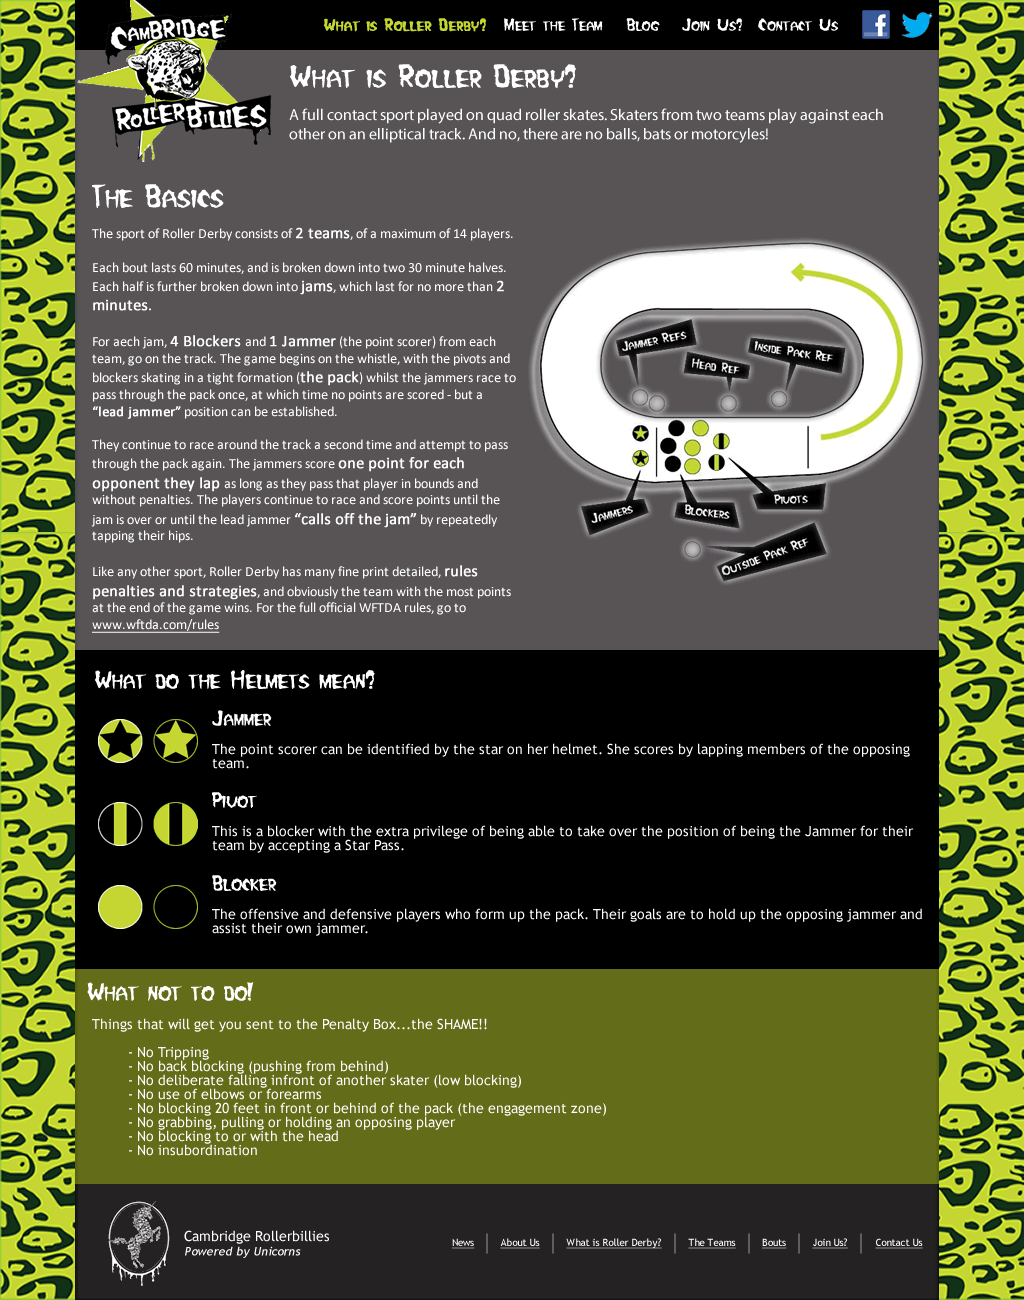 CAMBRIDGE
ROLLERBILLIES
What is Roller Derby?
Meet the Team
Blog
Join Us?
Contact Us
What is Roller Derby?
A full contact sport played on quad roller skates. Skaters from two teams play against each
other on an elliptical track. And no, there are no balls, bats or motorcyles!
The Basics
The sport of Roller Derby consists of 2 teams, of a maximum of 14 players.
Each bout lasts 60 minutes, and is broken down into two 30 minute halves.
Each half is further broken down into jams, which last for no more than 2
minutes.
For aech jam, 4 Blockers and 1 Jammer (the point scorer) from each
team, go on the track. The game begins on the whistle, with the pivots and
blockers skating in a tight formation (the pack) whilst the jammers race to
pass through the pack once, at which time no points are scored - but a
“lead jammer” position can be established.
They continue to race around the track a second time and attempt to pass
through the pack again. The jammers score one point for each
opponent they lap as long as they pass that player in bounds and
without penalties. The players continue to race and score points until the
jam is over or until the lead jammer “calls off the jam” by repeatedly
tapping their hips.
Like any other sport, Roller Derby has many fine print detailed, rules
penalties and strategies, and obviously the team with the most points
at the end of the game wins. For the full official WFTDA rules, go to
www.wftda.com/rules
Jammer Refs
Head Ref
Inside Pack Ref
Jammers
Blockers
Pivots
Outside Pack Ref
What do the Helmets mean?
Jammer
The point scorer can be identified by the star on her helmet. She scores by lapping members of the opposing
team.
Pivot
This is a blocker with the extra privilege of being able to take over the position of being the Jammer for their
team by accepting a Star Pass.
Blocker
The offensive and defensive players who form up the pack. Their goals are to hold up the opposing jammer and
assist their own jammer.
What not to do!
Things that will get you sent to the Penalty Box...the SHAME!!
- No Tripping
- No back blocking (pushing from behind)
- No deliberate falling infront of another skater (low blocking)
- No use of elbows or forearms
- No blocking 20 feet in front or behind of the pack (the engagement zone)
- No grabbing, pulling or holding an opposing player
- No blocking to or with the head
- No insubordination
Cambridge Rollerbillies
Powered by Unicorns
News
About Us
What is Roller Derby?
The Teams
Bouts
Join Us?
Contact Us